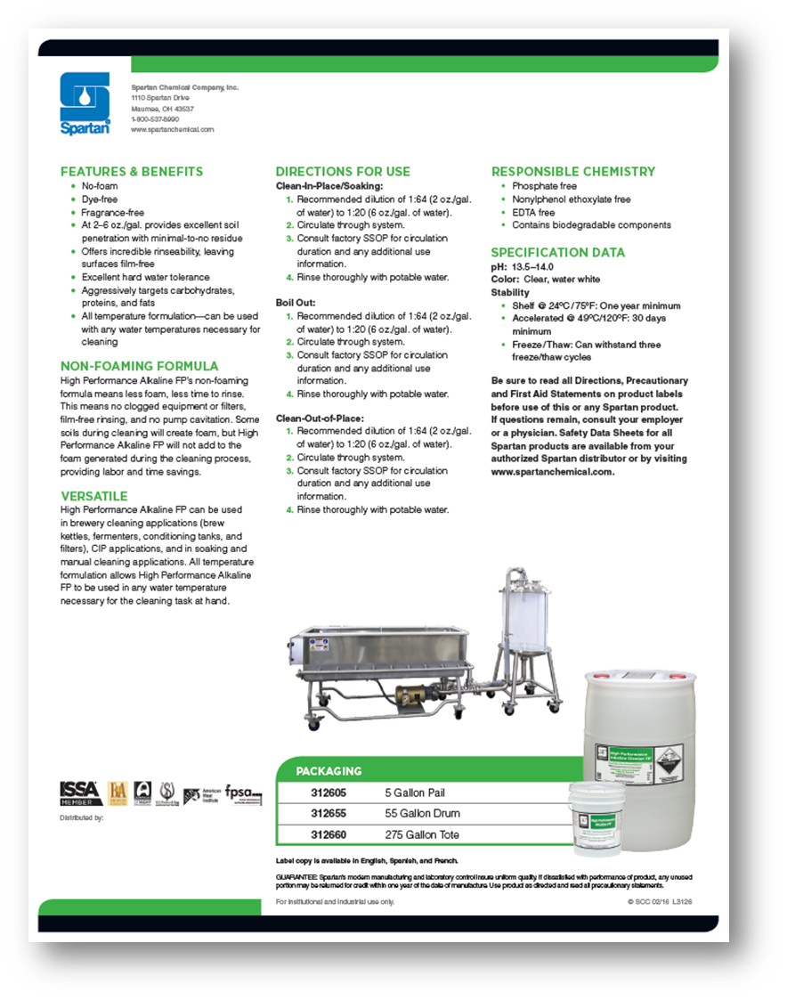 Spartan
Spartan Chemical Company, Inc.
1110 Spartan Drive
Maumee, OH 43537
1-800-537-8990
www.spartanchemical.com
FEATURES & BENEFITS
• No-foam
• Dye-free
• Fragrance-free
• At 2–6 oz./gal. provides excellent soil
penetration with minimal-to-no residue
• Offers incredible rinseability, leaving
surfaces film-free
• Excellent hard water tolerance
• Aggressively targets carbohydrates,
proteins, and fats
• All temperature formulation—can be used
with any water temperatures necessary for
cleaning
NON-FOAMING FORMULA
High Performance Alkaline FP's non-foaming
formula means less foam, less time to rinse.
This means no clogged equipment or filters,
film-free rinsing, and no pump cavitation. Some
soils during cleaning will create foam, but High
Performance Alkaline FP will not add to the
foam generated during the cleaning process,
providing labor and time savings.
VERSATILE
High Performance Alkaline FP can be used
in brewery cleaning applications (brew
kettles, fermenters, conditioning tanks, and
filters), CIP applications, and in soaking and
manual cleaning applications. All temperature
formulation allows High Performance Alkaline
FP to be used in any water temperature
necessary for the cleaning task at hand.
DIRECTIONS FOR USE
Clean-In-Place/Soaking:
1. Recommended dilution of 1:64 (2 oz./gal.
of water) to 1:20 (6 oz./gal. of water).
2. Circulate through system.
3. Consult factory SSOP for circulation
duration and any additional use
information.
4. Rinse thoroughly with potable water.
Boil Out:
1. Recommended dilution of 1:64 (2 oz./gal.
of water) to 1:20 (6 oz./gal. of water).
2. Circulate through system.
3. Consult factory SSOP for circulation
duration and any additional use
information.
4. Rinse thoroughly with potable water.
Clean-Out-of-Place:
1. Recommended dilution of 1:64 (2 oz./gal.
of water) to 1:20 (6 oz./gal. of water).
2. Circulate through system.
3. Consult factory SSOP for circulation
duration and any additional use
information.
4. Rinse thoroughly with potable water.
RESPONSIBLE CHEMISTRY
• Phosphate free
• Nonylphenol ethoxylate free
• EDTA free
• Contains biodegradable components
SPECIFICATION DATA
pH: 13.5–14.0
Color: Clear, water white
Stability
• Shelf @ 24ºC/75ºF: One year minimum
• Accelerated @ 49ºC/120ºF: 30 days
minimum
• Freeze/Thaw: Can withstand three
freeze/thaw cycles
Be sure to read all Directions, Precautionary
and First Aid Statements on product labels
before use of this or any Spartan product.
If questions remain, consult your employer
or a physician. Safety Data Sheets for all
Spartan products are available from your
authorized Spartan distributor or by visiting
www.spartanchemical.com.
High Performance
Alkaline Cleaner FP
High Performance
Alkaline FP
ISSA
MEMBER
American
Meat
Institute
fpsa
Distributed by:
PACKAGING
312605 5 Gallon Pail
312655 55 Gallon Drum
312660 275 Gallon Tote
Label copy is available in English, Spanish, and French.
GUARANTEE: Spartan's modern manufacturing and laboratory control insure uniform quality. If dissatisfied with performance of product, any unused
portion may be returned for credit within one year of the date of manufacture. Use product as directed and read all precautionary statements.
For institutional and industrial use only.
© SCC 02/16 L3126